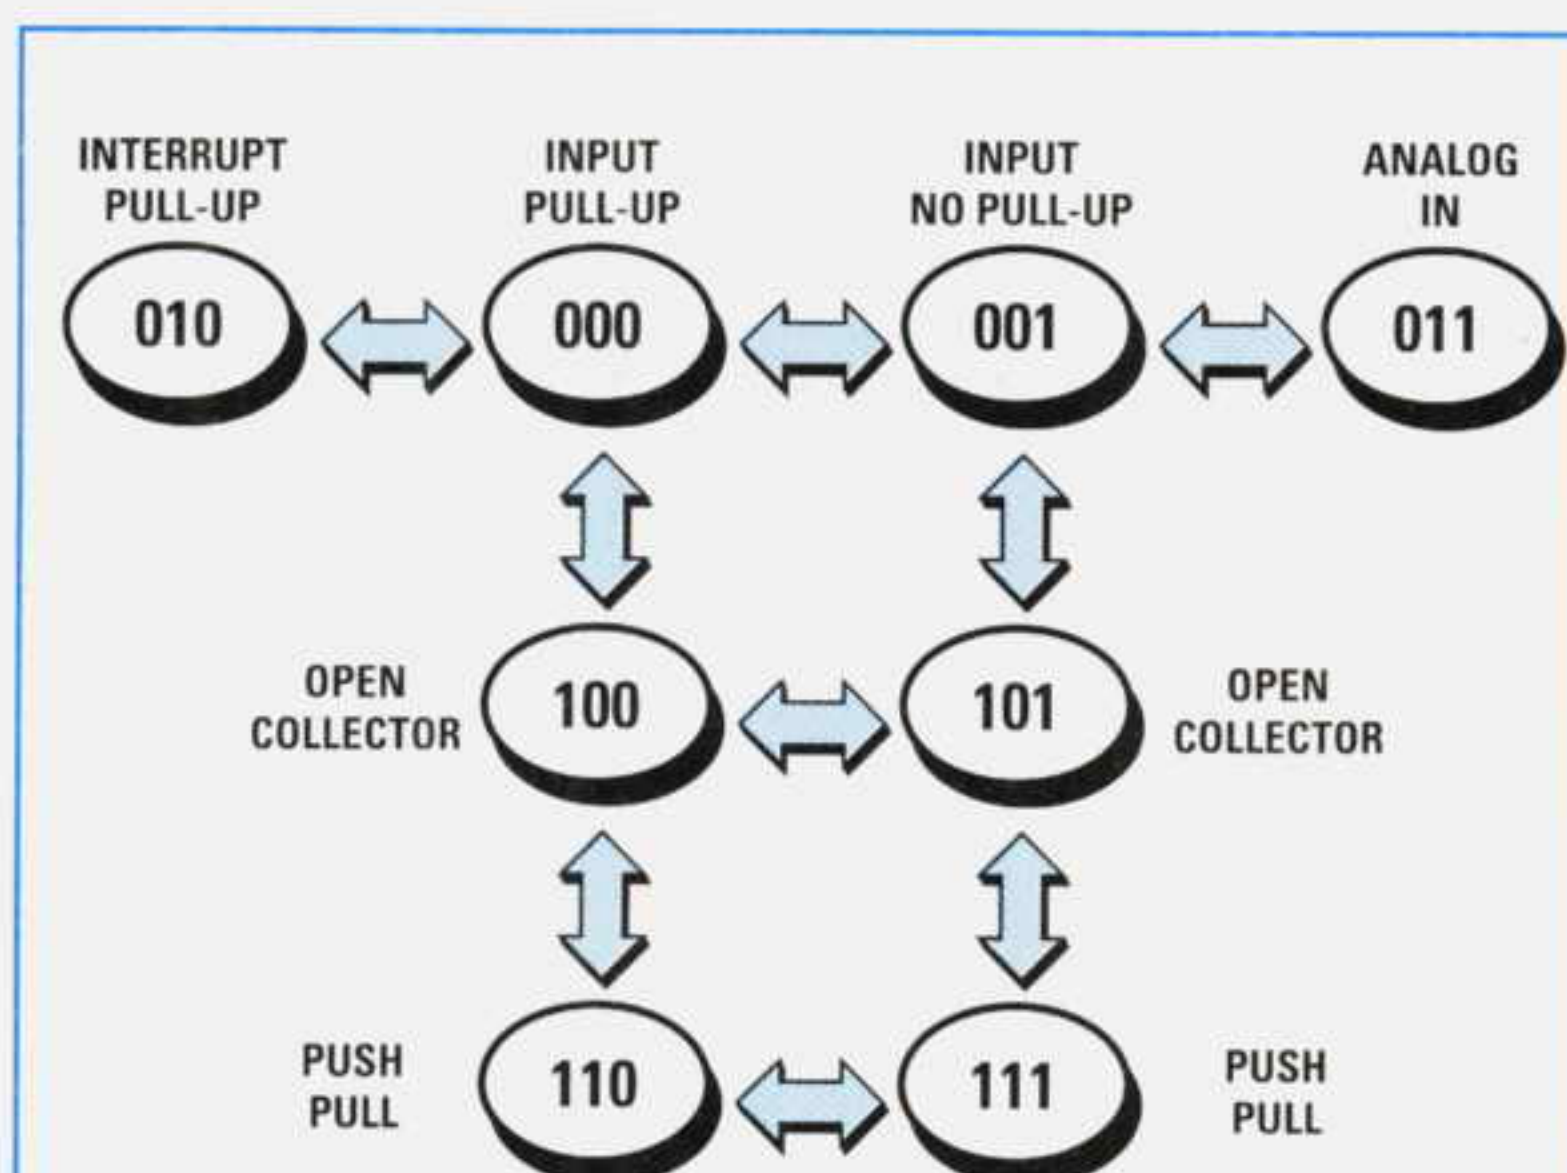 INTERRUPT
PULL-UP
INPUT
PULL-UP
INPUT
NO PULL-UP
ANALOG
IN
010
000
001
011
OPEN
COLLECTOR
100
101
OPEN
COLLECTOR
PUSH
PULL
110
111
PUSH
PULL